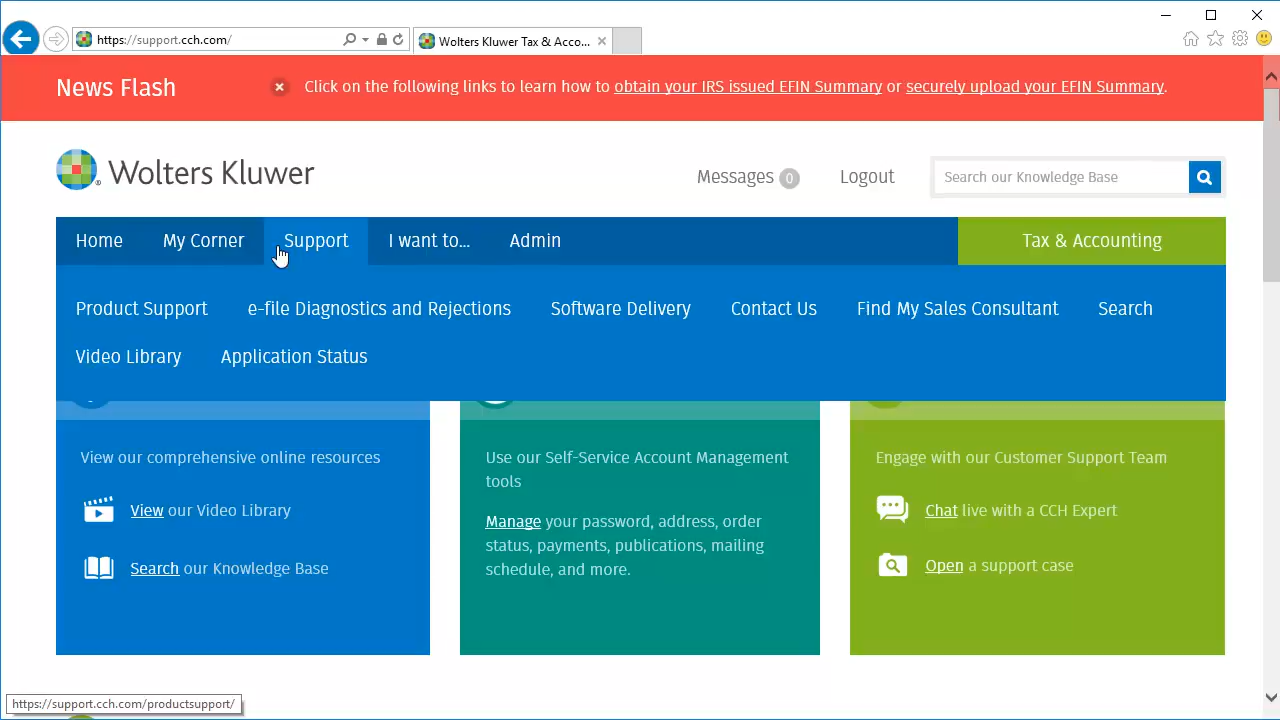 https://support.cch.com/
Wolters Kluwer Tax & Acco...
News Flash
Click on the following links to learn how to obtain your IRS issued EFIN Summary or securely upload your EFIN Summary.
Wolters Kluwer
Messages 0
Logout
Search our Knowledge Base
Home
My Corner
Support
I want to...
Admin
Tax & Accounting
Product Support
e-file Diagnostics and Rejections
Software Delivery
Contact Us
Find My Sales Consultant
Search
Video Library
Application Status
View our comprehensive online resources
View our Video Library
Search our Knowledge Base
Use our Self-Service Account Management
tools
Manage your password, address, order
status, payments, publications, mailing
schedule, and more.
Engage with our Customer Support Team
Chat live with a CCH Expert
Open a support case
https://support.cch.com/productsupport/